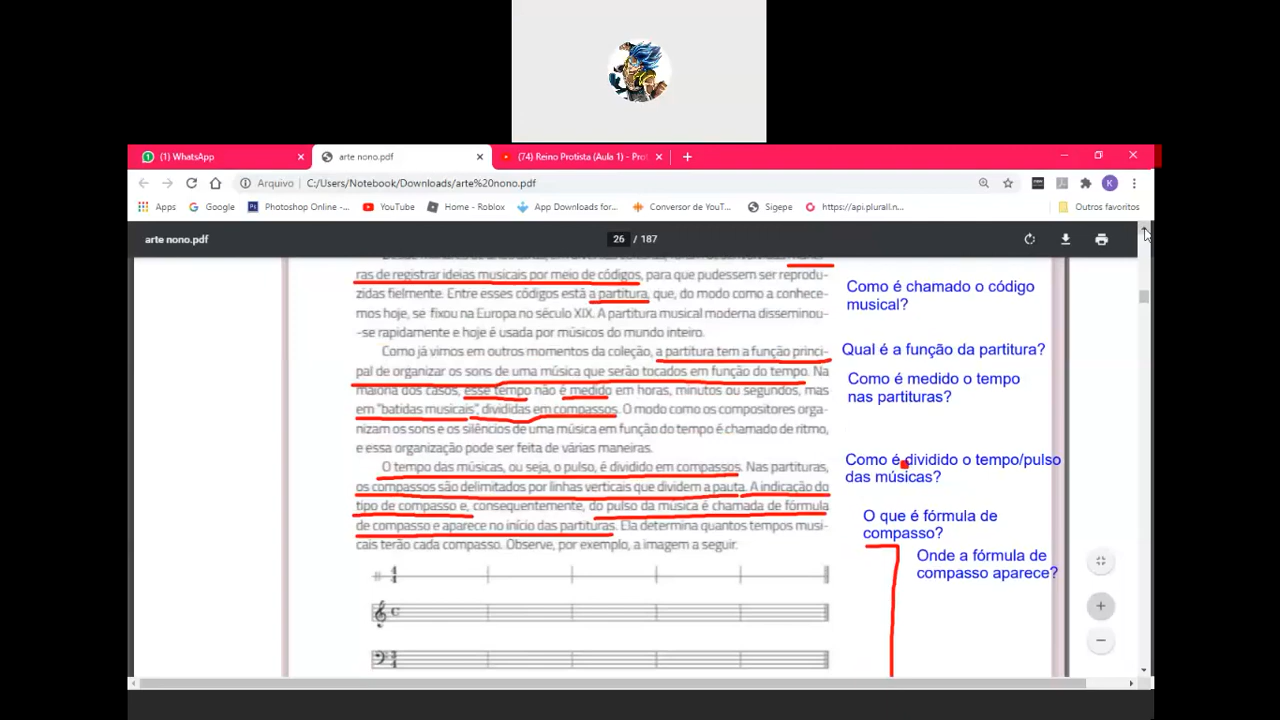 (1) WhatsApp
arte nono.pdf
(74) Reino Protista (Aula 1) - Prot
Arquivo | C:/Users/Notebook/Downloads/arte%20nono.pdf
K
Apps
Google
Photoshop Online -...
YouTube
Home - Roblox
App Downloads for...
Conversor de YouT...
Sigepe
https://api.plurall.n...
Outros favoritos
arte nono.pdf
26 / 187
ras de registrar ideias musicais por meio de códigos, para que pudessem ser reprodu-
zidas fielmente. Entre esses códigos está a partitura, que, do modo como a conhece-
mos hoje, se fixou na Europa no século XIX. A partitura musical moderna disseminou-
-se rapidamente e hoje é usada por músicos do mundo inteiro.
Como já vimos em outros momentos da coleção, a partitura tem a função princi-
pal de organizar os sons de uma música que serão tocados em função do tempo. Na
maioria dos casos, esse tempo não é medido em horas, minutos ou segundos, mas
em "batidas musicais", divididas em compassos. O modo como os compositores orga-
nizam os sons e os silêncios de uma música em função do tempo é chamado de ritmo,
e essa organização pode ser feita de várias maneiras.
O tempo das músicas, ou seja, o pulso, é dividido em compassos. Nas partituras,
os compassos são delimitados por linhas verticais que dividem a pauta. A indicação do
tipo de compasso e, consequentemente, do pulso da música é chamada de fórmula
de compasso e aparece no início das partituras. Ela determina quantos tempos musi-
cais terão cada compasso. Observe, por exemplo, a imagem a seguir.
Como é chamado o código
musical?
Qual é a função da partitura?
Como é medido o tempo
nas partituras?
Como é dividido o tempo/pulso
das músicas?
O que é fórmula de
compasso?
Onde a fórmula de
compasso aparece?